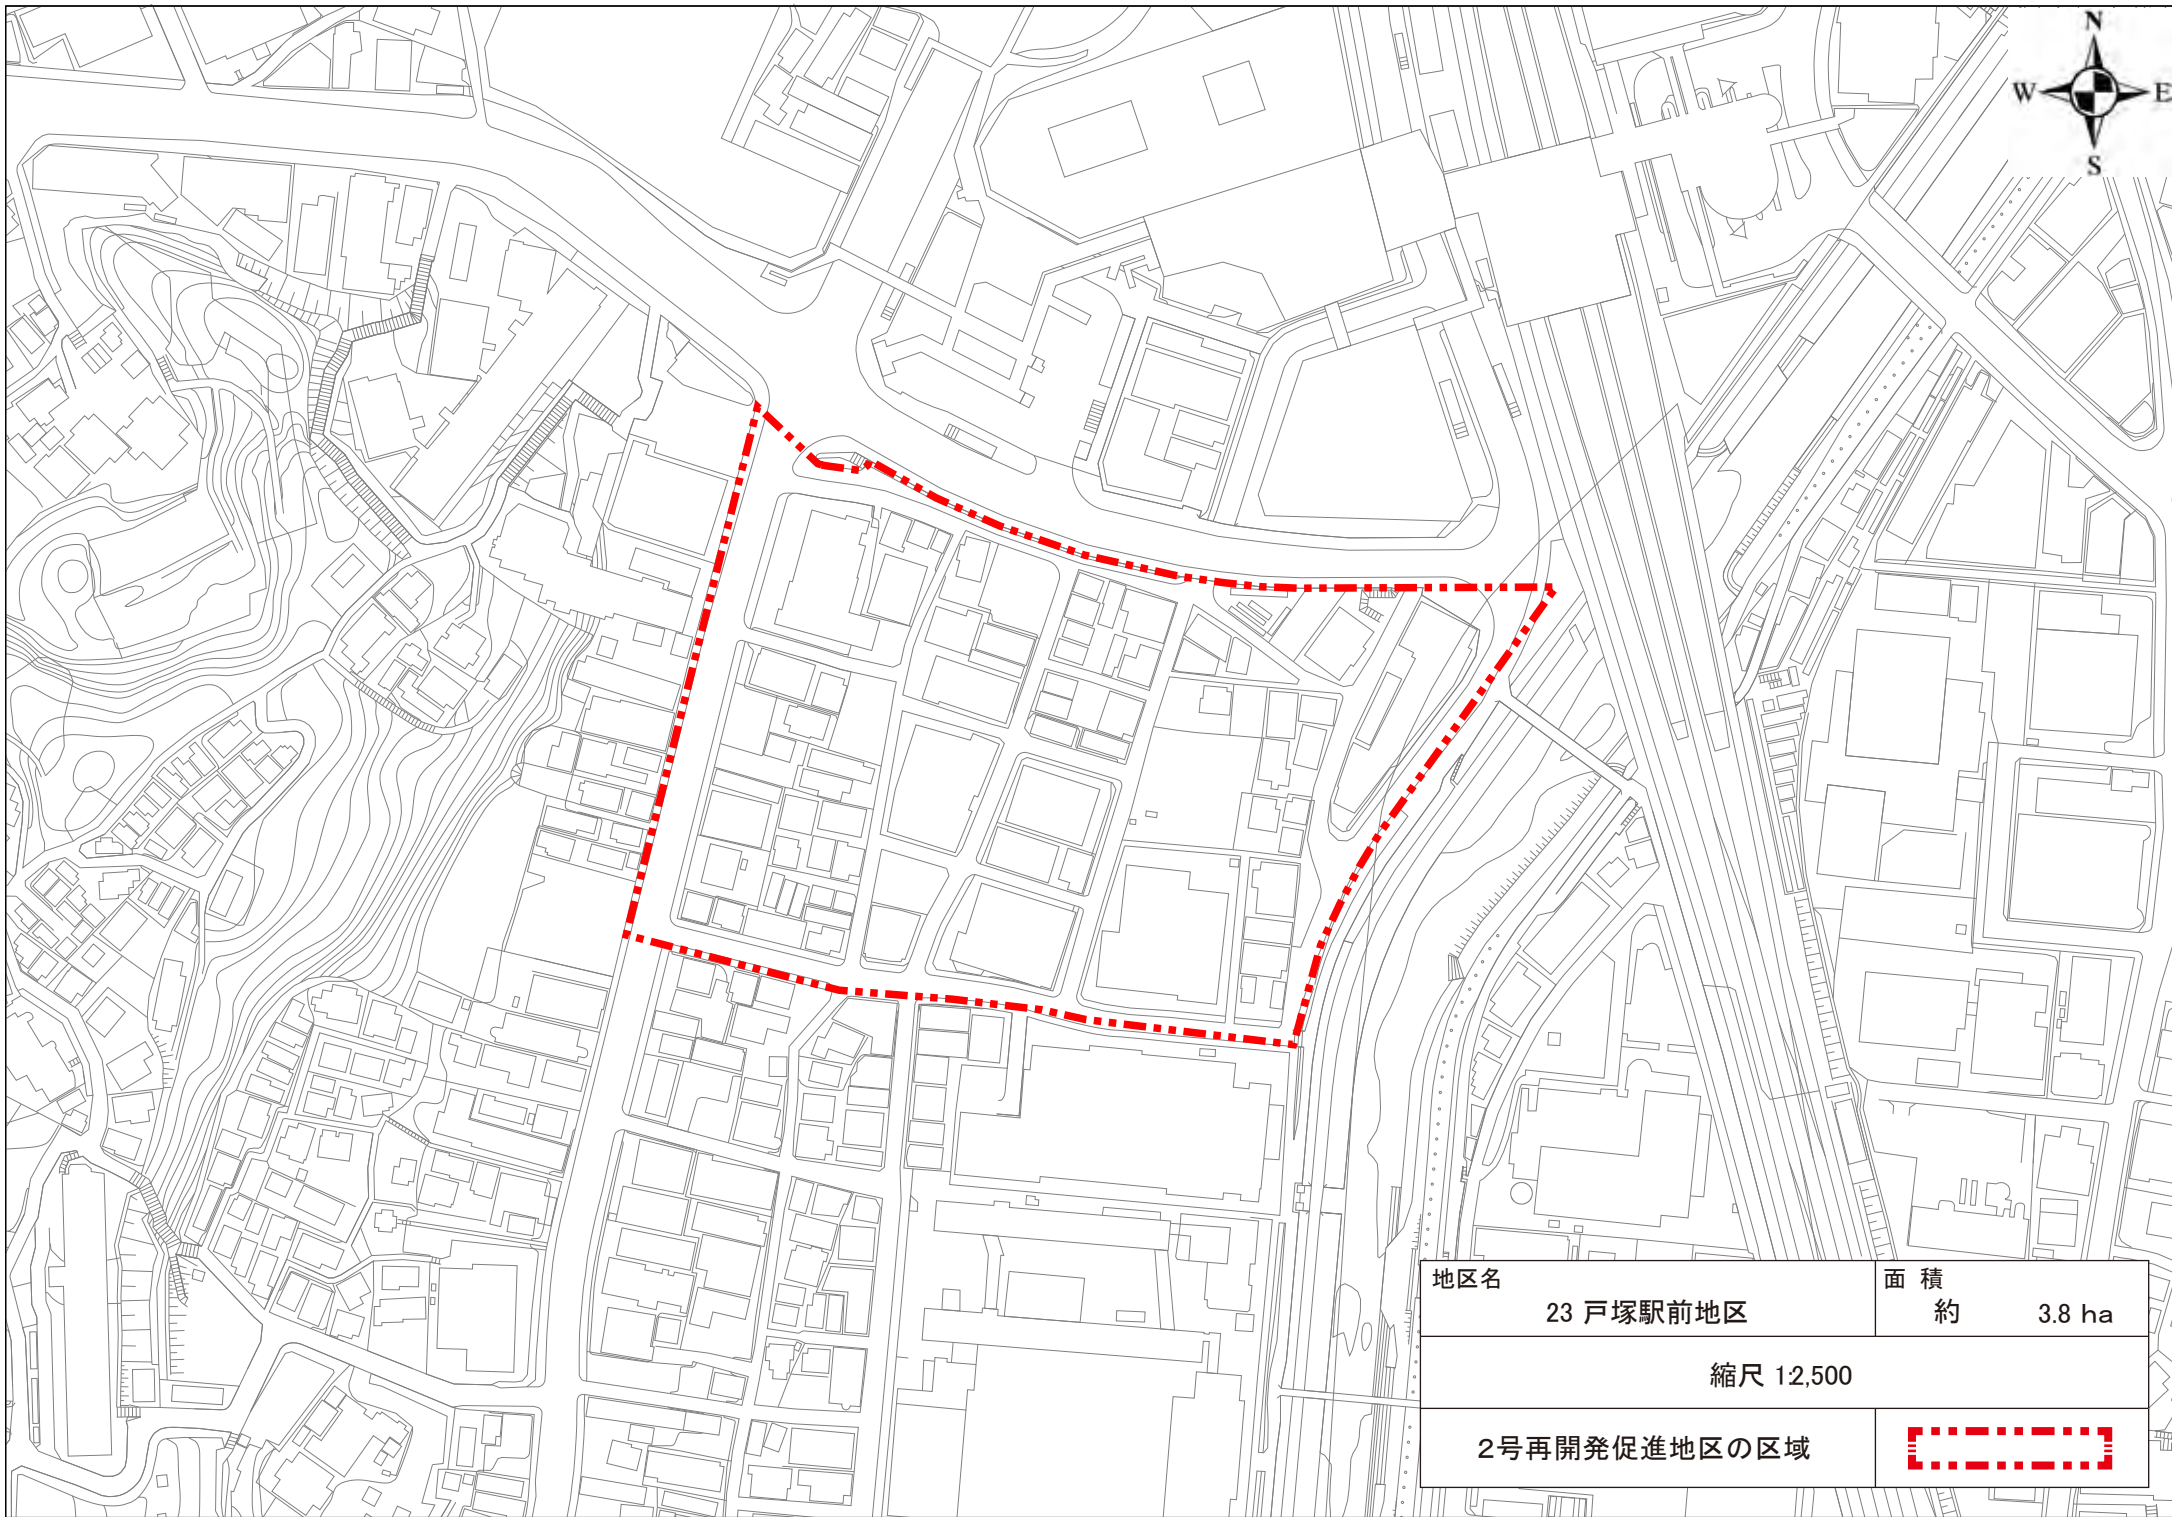 N
W E
S
地区名
23 戸塚駅前地区
面 積
約 3.8 ha
縮尺 1:2,500
2号再開発促進地区の区域